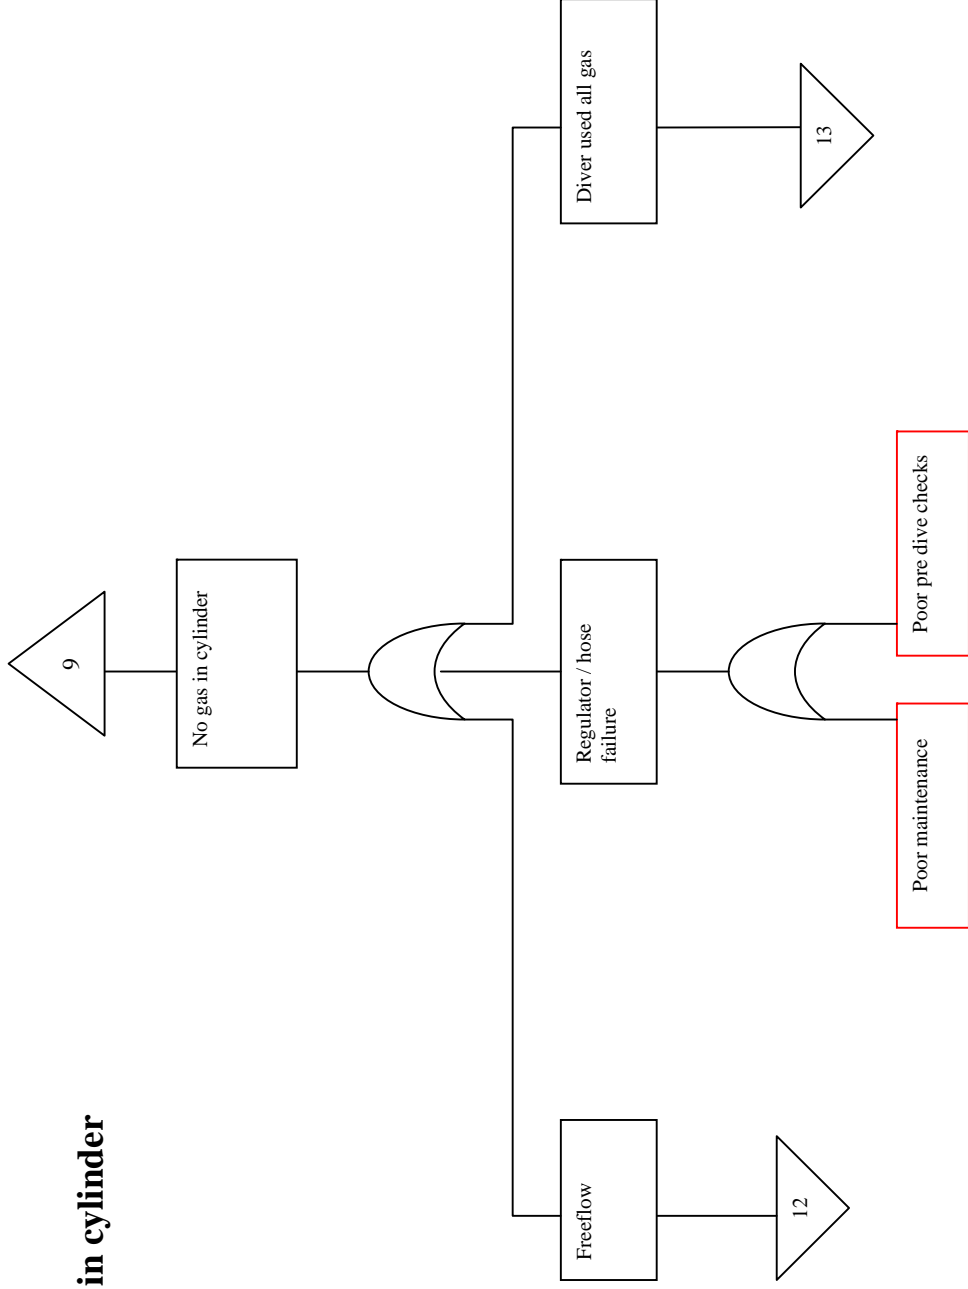 in cylinder
9
No gas in cylinder
Freeflow
Regulator / hose
failure
Diver used all gas
12
13
Poor maintenance
Poor pre dive checks